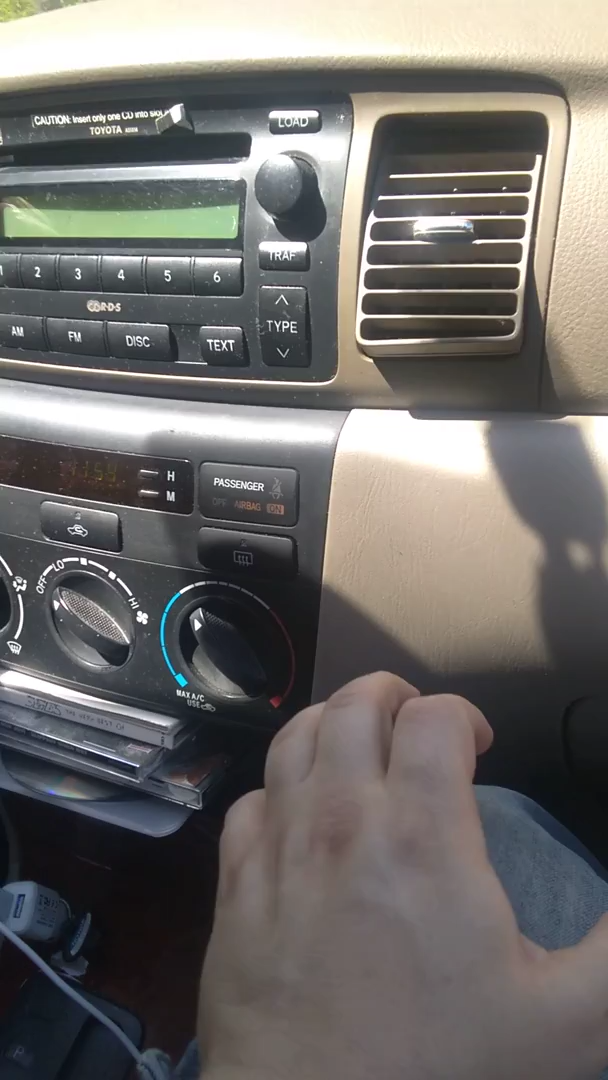 CAUTION: Insert only one CD into slot
TOYOTA
LOAD
1 2 3 4 5 6
TRAF
R·D·S
AM FM DISC TEXT
TYPE
H
M
PASSENGER
OFF AIRBAG ON
OFF LO HI
MAX A/C
USE